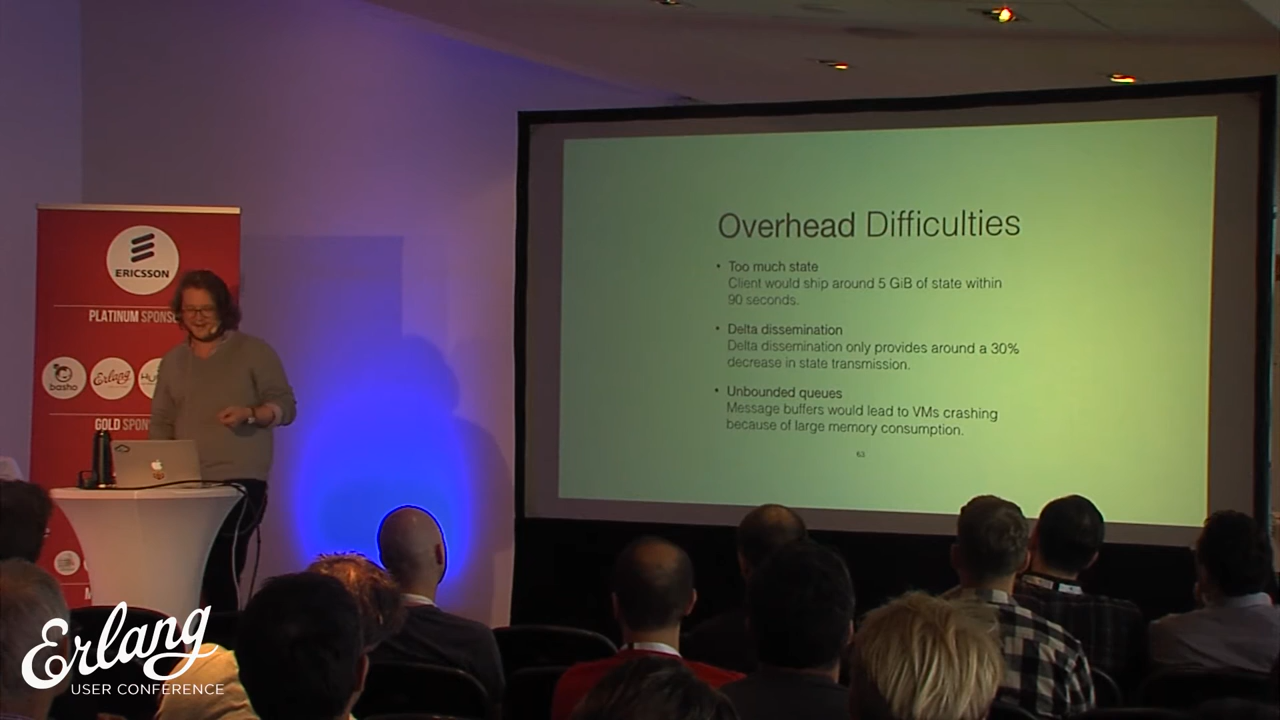 ERICSSON
PLATINUM
basho
Erlang
GOLD
Overhead Difficulties
• Too much state
Client would ship around 5 GiB of state within
90 seconds.
• Delta dissemination
Delta dissemination only provides around a 30%
decrease in state transmission.
• Unbounded queues
Message buffers would lead to VMs crashing
because of large memory consumption.
63
Erlang
USER CONFERENCE